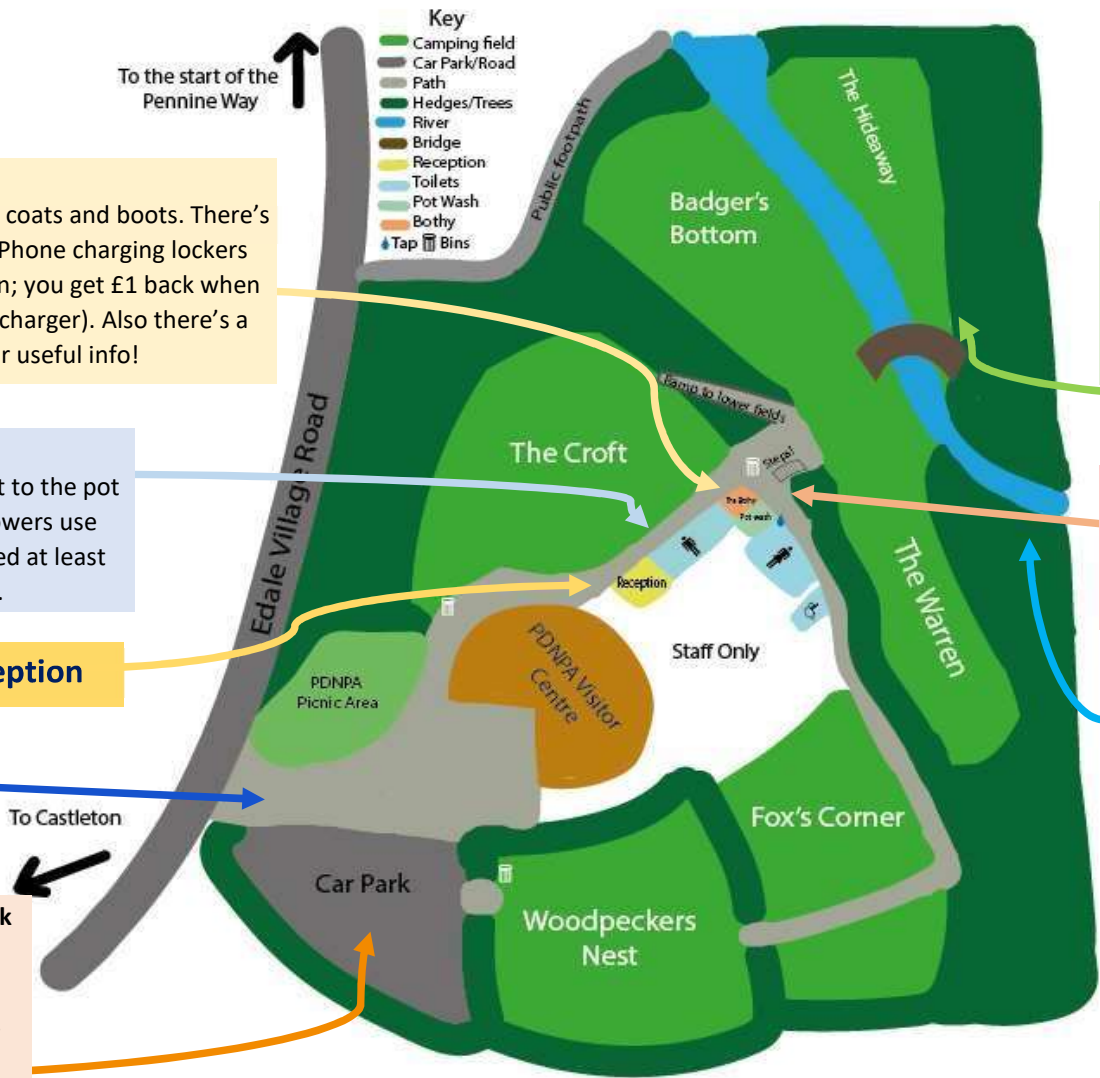 Key
Camping field
Car Park/Road
Path
Hedges/Trees
River
Bridge
Reception
Toilets
Pot Wash
Bothy
Tap Bins
To the start of the
Pennine Way
Public footpath
The Hideaway
Badger's
Bottom
coats and boots. There's
Phone charging lockers
n; you get £1 back when
charger). Also there's a
r useful info!
Ramp to lower fields
The Croft
Steps!
The Bothy
Pot wash
Edale Village Road
t to the pot
owers use
ed at least
.
Reception
The Warren
eption
PDNPA
Picnic Area
PDNPA Visitor
Centre
Staff Only
To Castleton
Fox's Corner
Car Park
k
Woodpeckers
Nest